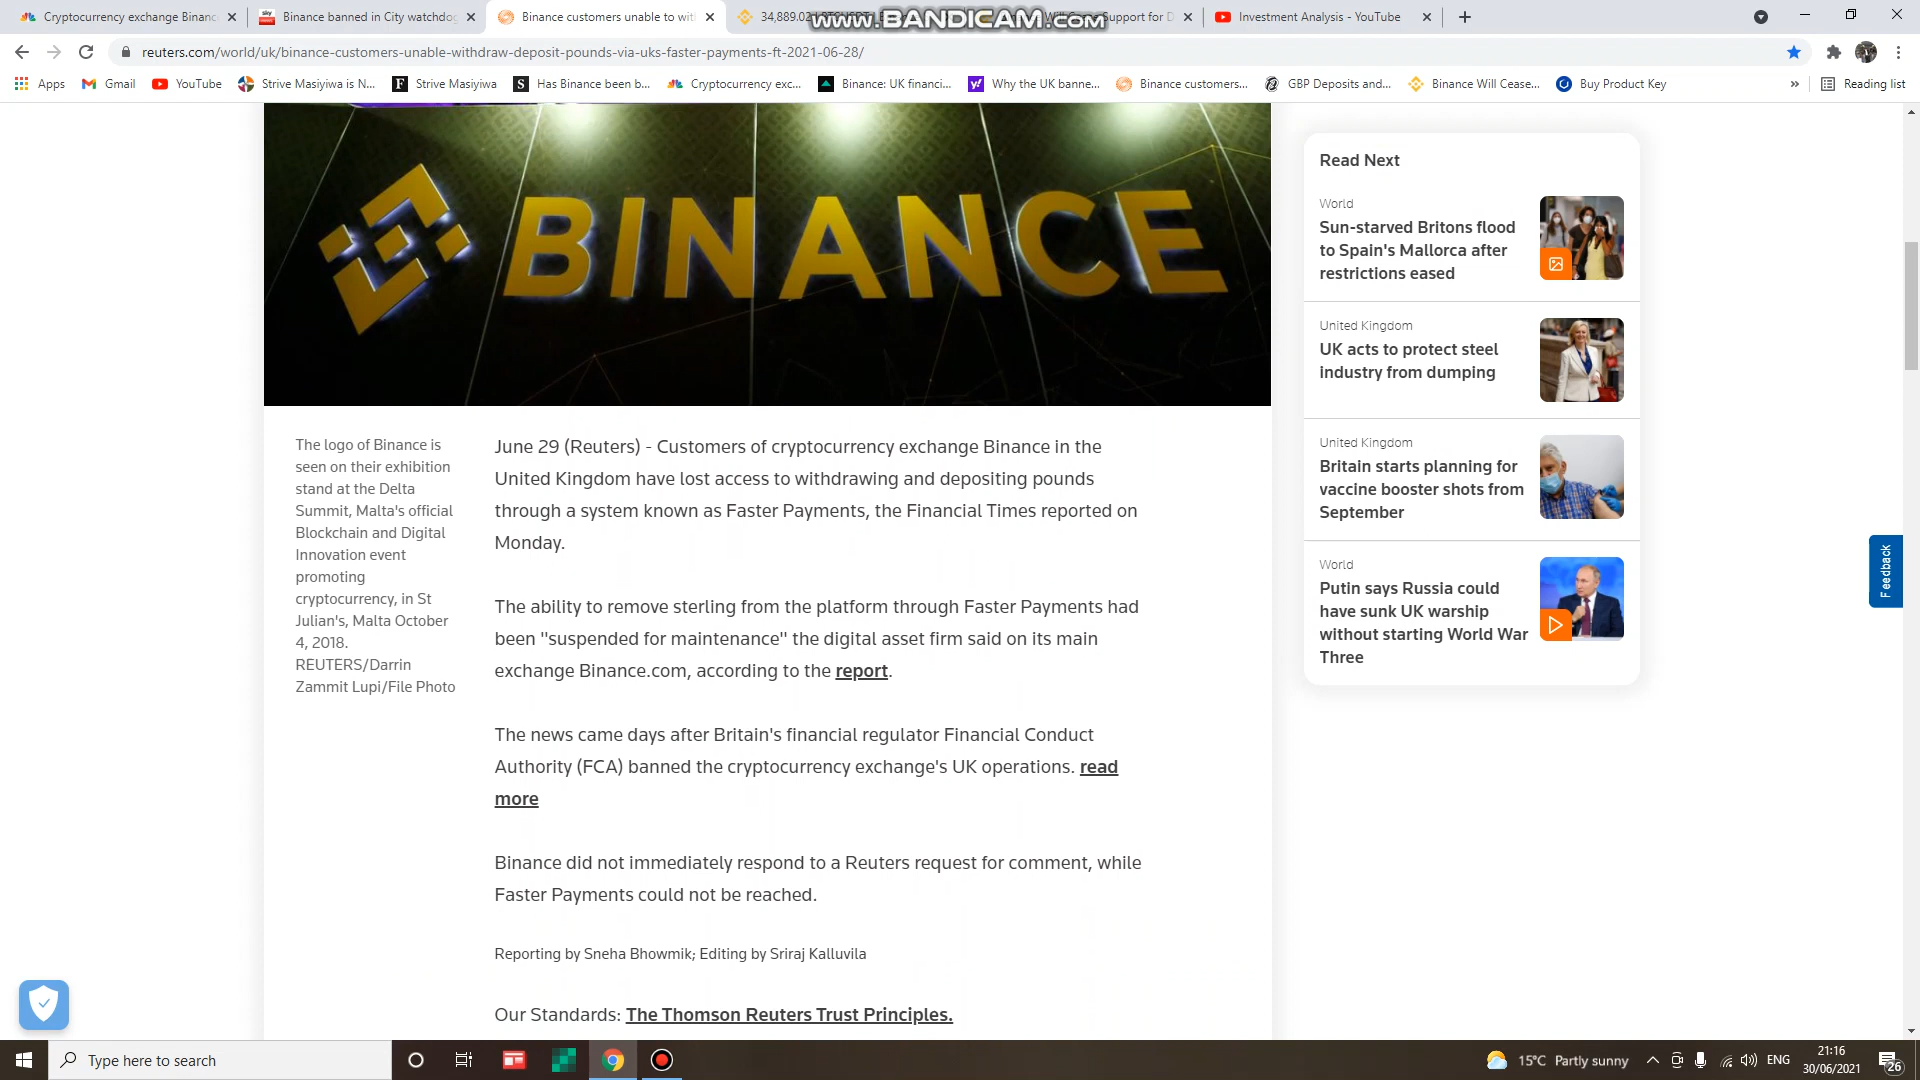 Cryptocurrency exchange Binanc
Binance banned in City watchdog
Binance customers unable to wit
34,889.02
Support for D
Investment Analysis - YouTube
www.BANDICAM.com
reuters.com/world/uk/binance-customers-unable-withdraw-deposit-pounds-via-uks-faster-payments-ft-2021-06-28/
Apps
Gmail
YouTube
Strive Masiyiwa is N...
Strive Masiyiwa
Has Binance been b...
Cryptocurrency exc...
Binance: UK financi...
Why the UK banne...
Binance customers...
GBP Deposits and...
Binance Will Cease...
Buy Product Key
»
Reading list
BINANCE
The logo of Binance is
seen on their exhibition
stand at the Delta
Summit, Malta's official
Blockchain and Digital
Innovation event
promoting
cryptocurrency, in St
Julian's, Malta October
4, 2018.
REUTERS/Darrin
Zammit Lupi/File Photo
June 29 (Reuters) - Customers of cryptocurrency exchange Binance in the
United Kingdom have lost access to withdrawing and depositing pounds
through a system known as Faster Payments, the Financial Times reported on
Monday.
The ability to remove sterling from the platform through Faster Payments had
been "suspended for maintenance" the digital asset firm said on its main
exchange Binance.com, according to the report.
The news came days after Britain's financial regulator Financial Conduct
Authority (FCA) banned the cryptocurrency exchange's UK operations. read
more
Binance did not immediately respond to a Reuters request for comment, while
Faster Payments could not be reached.
Reporting by Sneha Bhowmik; Editing by Sriraj Kalluvila
Our Standards: The Thomson Reuters Trust Principles.
Read Next
World
Sun-starved Britons flood
to Spain's Mallorca after
restrictions eased
United Kingdom
UK acts to protect steel
industry from dumping
United Kingdom
Britain starts planning for
vaccine booster shots from
September
World
Putin says Russia could
have sunk UK warship
without starting World War
Three
Feedback
Type here to search
15°C Partly sunny
ENG
21:16
30/06/2021
26